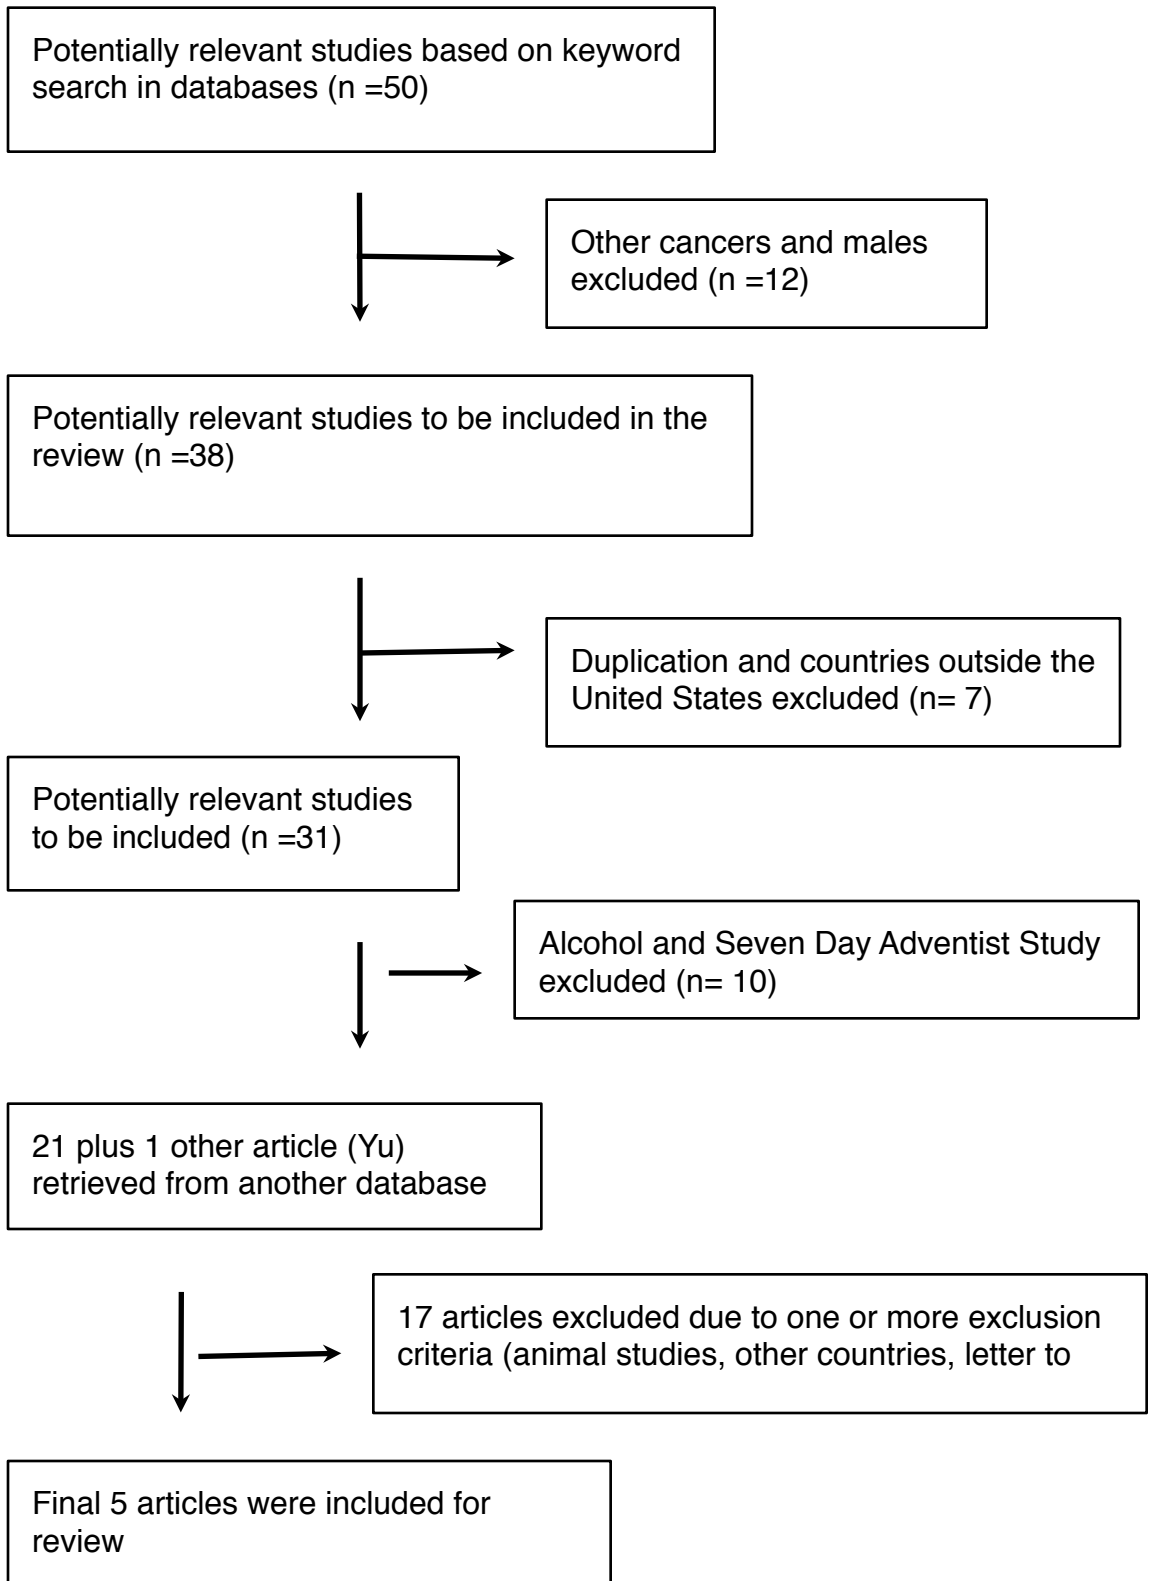 Potentially relevant studies based on keyword
search in databases (n =50)
Other cancers and males
excluded (n =12)
Potentially relevant studies to be included in the
review (n =38)
Duplication and countries outside the
United States excluded (n= 7)
Potentially relevant studies
to be included (n =31)
Alcohol and Seven Day Adventist Study
excluded (n= 10)
21 plus 1 other article (Yu)
retrieved from another database
17 articles excluded due to one or more exclusion
criteria (animal studies, other countries, letter to
Final 5 articles were included for
review